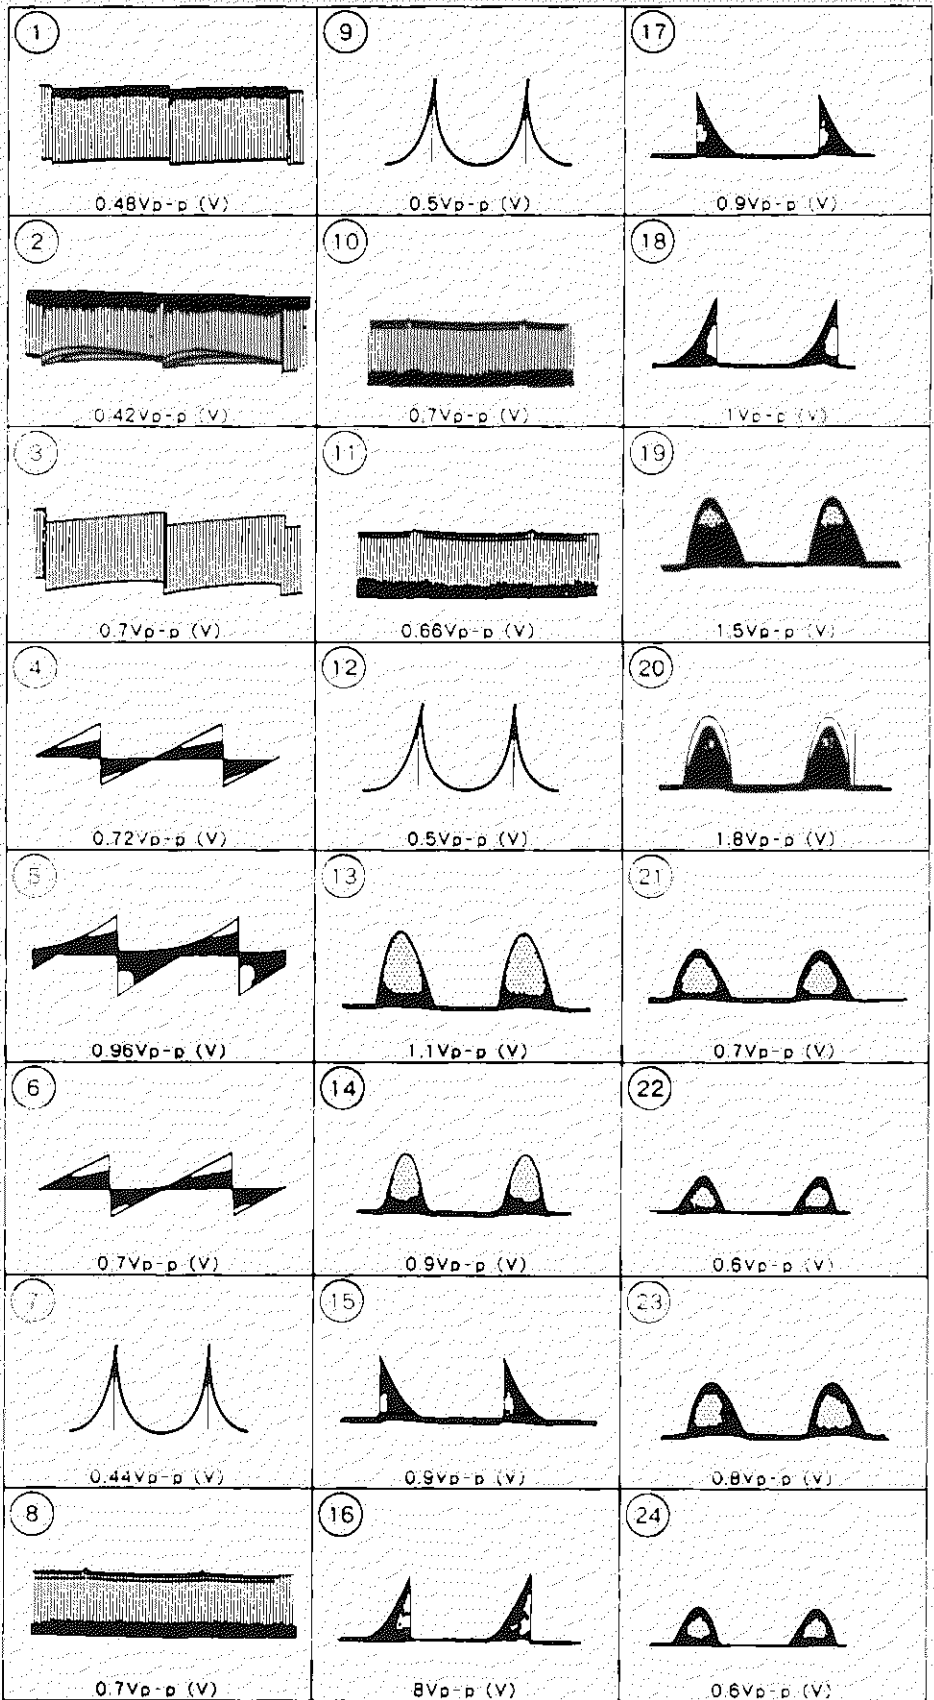 1
0.48Vp-p (V)
2
0.42Vp-p (V)
3
0.7Vp-p (V)
4
0.72Vp-p (V)
5
0.96Vp-p (V)
6
0.7Vp-p (V)
7
0.44Vp-p (V)
8
0.7Vp-p (V)
9
0.5Vp-p (V)
10
0.7Vp-p (V)
11
0.66Vp-p (V)
12
0.5Vp-p (V)
13
1.1Vp-p (V)
14
0.9Vp-p (V)
15
0.9Vp-p (V)
16
8Vp-p (V)
17
0.9Vp-p (V)
18
1Vp-p (V)
19
1.5Vp-p (V)
20
1.8Vp-p (V)
21
0.7Vp-p (V)
22
0.6Vp-p (V)
23
0.8Vp-p (V)
24
0.6Vp-p (V)